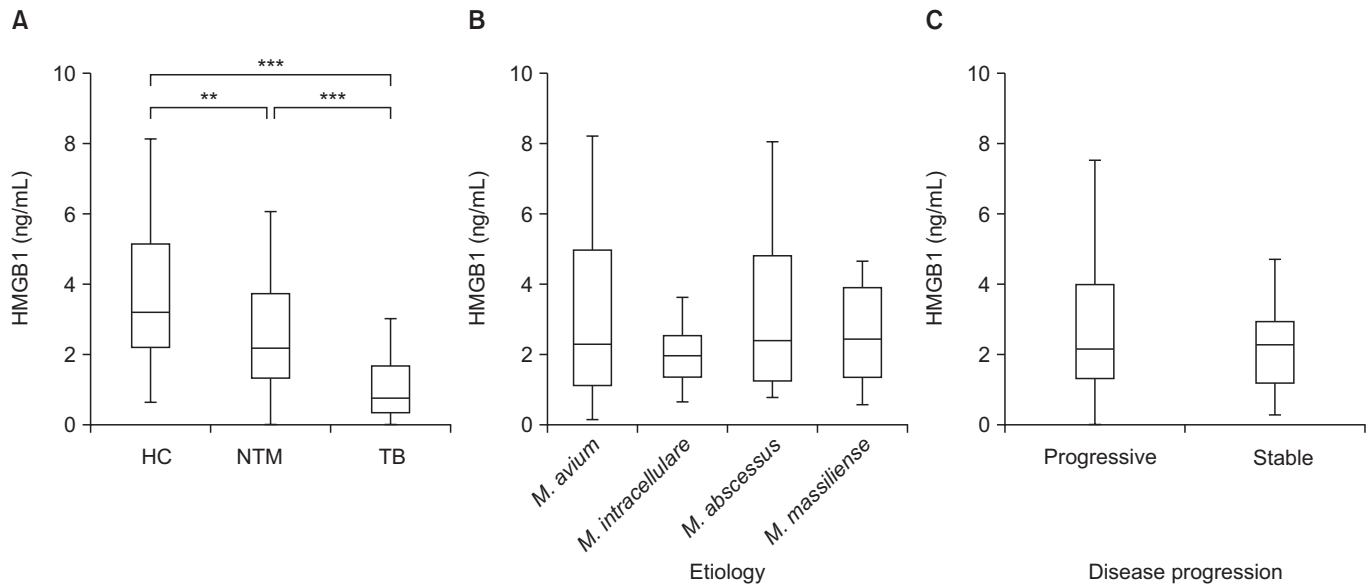 A
HMGB1 (ng/mL)
10
8
6
4
2
0
***
**
***
HC
NTM
TB
B
HMGB1 (ng/mL)
10
8
6
4
2
0
M. avium
M. intracellulare
M. abscessus
M. massiliense
Etiology
C
HMGB1 (ng/mL)
10
8
6
4
2
0
Progressive
Stable
Disease progression